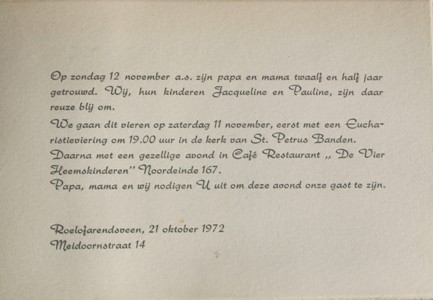 Op zondag 12 november a.s. zijn papa en mama twaalf en half jaar
getrouwd. Wij, hun kinderen Jacqueline en Pauline, zijn daar
reuze blij om.
We gaan dit vieren op zaterdag 11 november, eerst met een Eucha-
ristieviering om 19.00 uur in de kerk van St. Petrus Banden.
Daarna met een gezellige avond in Café Restaurant ,, De Vier
Heemskinderen" Noordeinde 167.
Papa, mama en wij nodigen U uit om deze avond onze gast te zijn.
Roelofarendsveen, 21 oktober 1972
Meidoornstraat 14